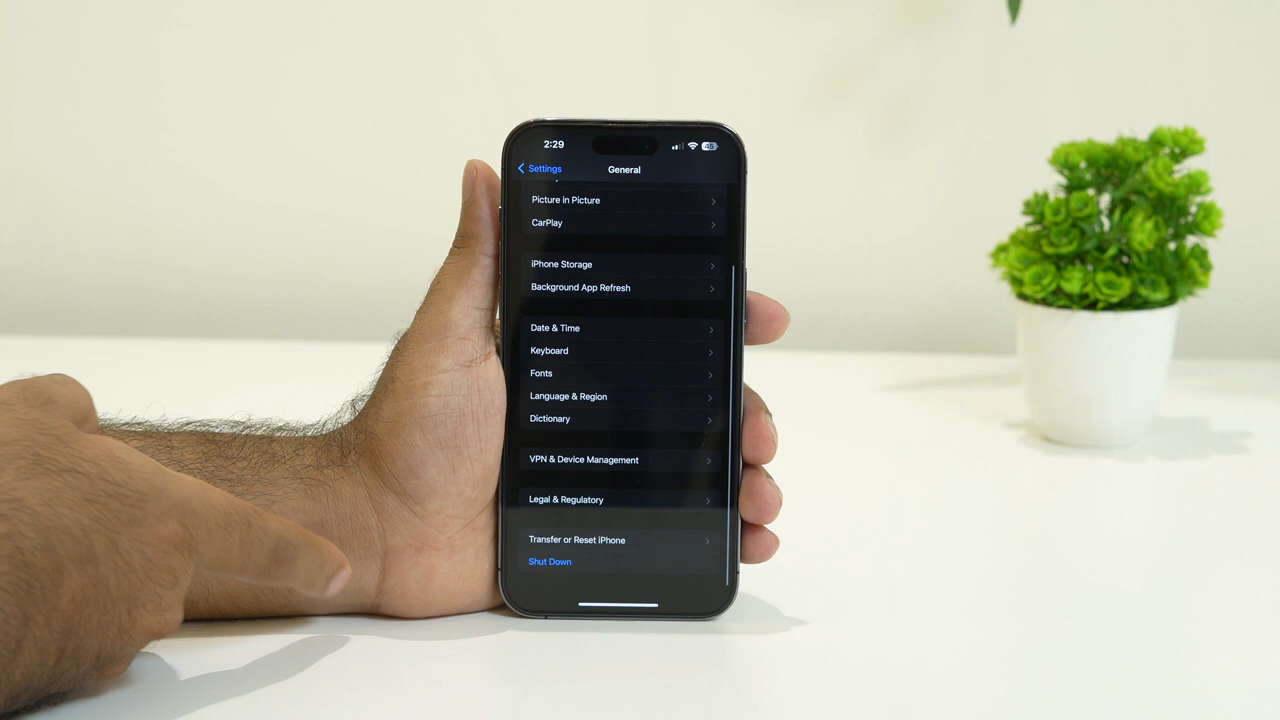 2:29
45
Settings
General
Picture in Picture
CarPlay
iPhone Storage
Background App Refresh
Date & Time
Keyboard
Fonts
Language & Region
Dictionary
VPN & Device Management
Legal & Regulatory
Transfer or Reset iPhone
Shut Down